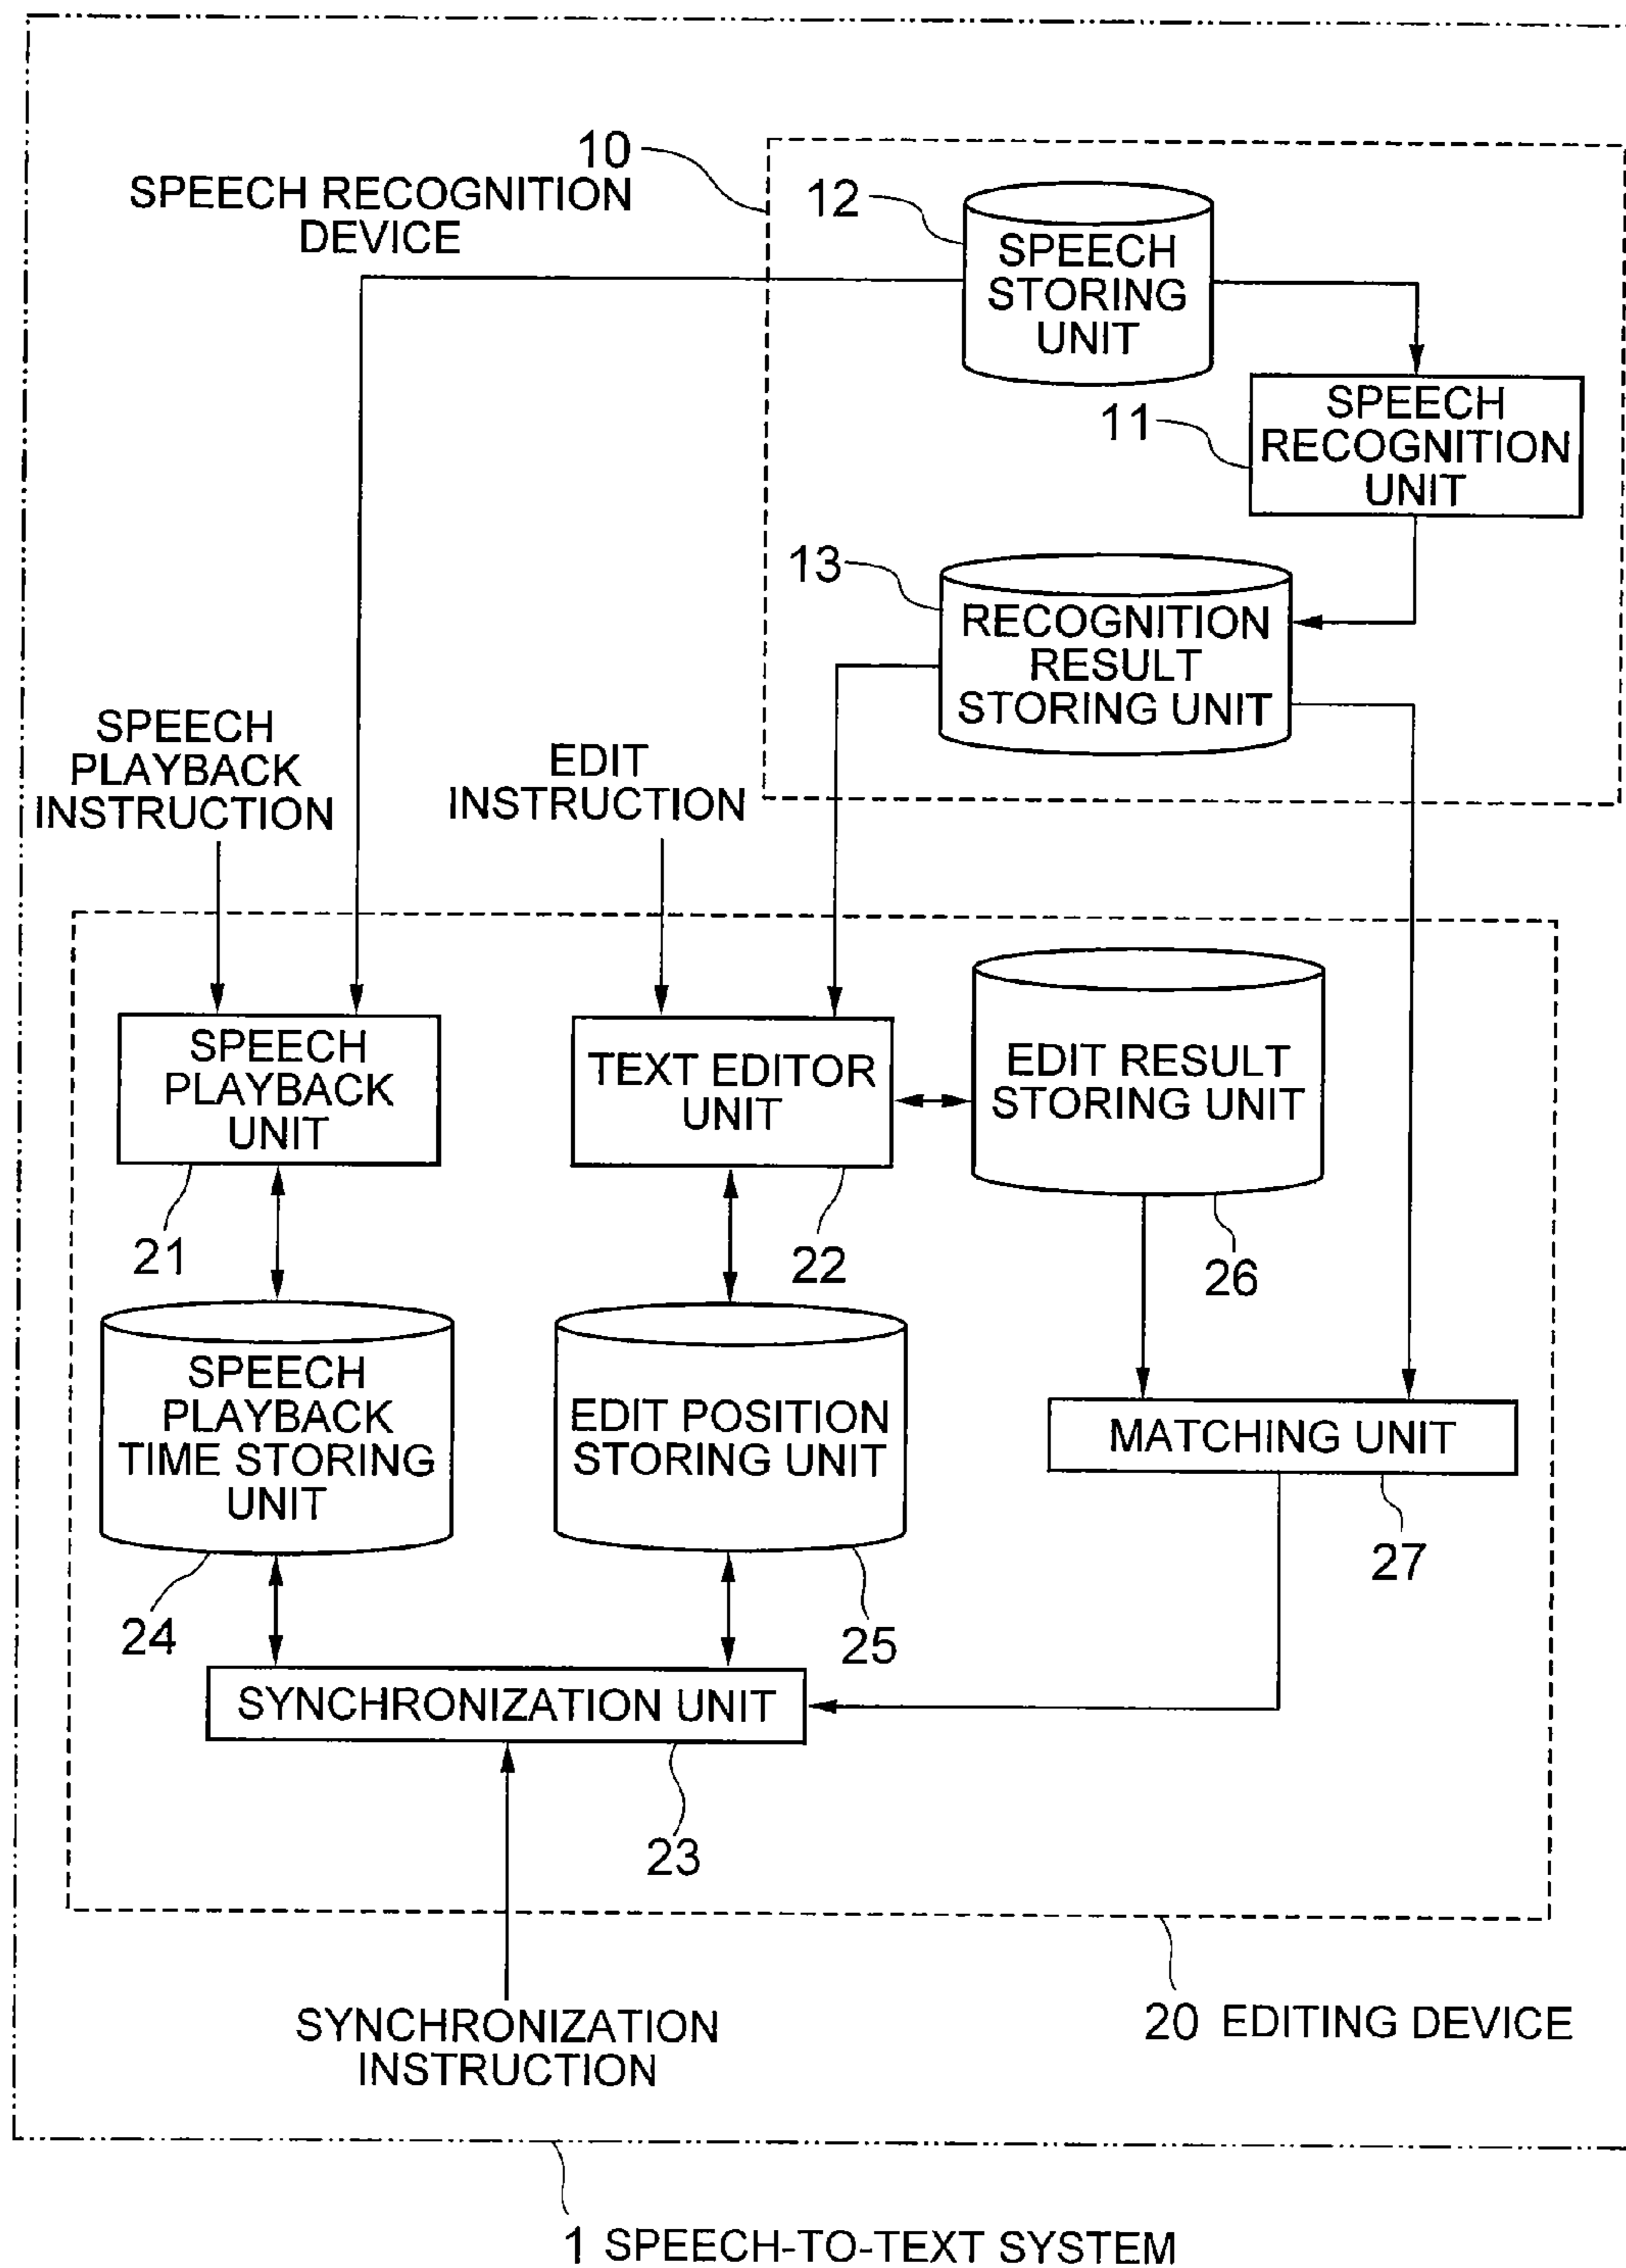 10
SPEECH RECOGNITION
DEVICE
12
SPEECH
STORING
UNIT
11
SPEECH
RECOGNITION
UNIT
13
RECOGNITION
RESULT
STORING UNIT
SPEECH
PLAYBACK
INSTRUCTION
EDIT
INSTRUCTION
SPEECH
PLAYBACK
UNIT
21
TEXT EDITOR
UNIT
22
EDIT RESULT
STORING UNIT
26
SPEECH
PLAYBACK
TIME STORING
UNIT
24
EDIT POSITION
STORING UNIT
25
MATCHING UNIT
27
SYNCHRONIZATION UNIT
23
SYNCHRONIZATION
INSTRUCTION
20 EDITING DEVICE
1 SPEECH-TO-TEXT SYSTEM